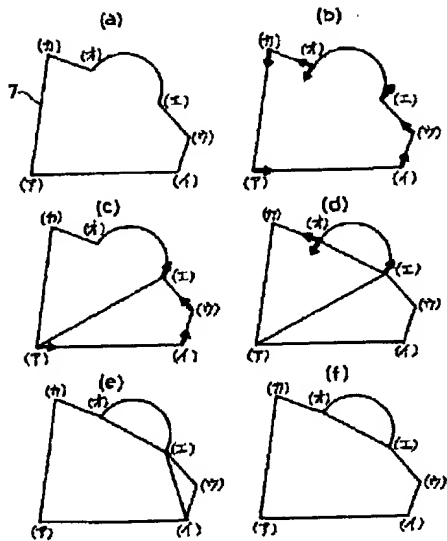 (a) (b)
(カ) (オ) (カ) (オ)
7 (エ) (エ)
(ウ) (ウ)
(ア) (イ) (ア) (イ)
(c) (d)
(カ) (オ) (カ) (オ)
(エ) (エ)
(ウ) (ウ)
(ア) (イ) (ア) (イ)
(e) (f)
(カ) (オ) (カ) (オ)
(エ) (エ)
(ウ) (ウ)
(ア) (イ) (ア) (イ)